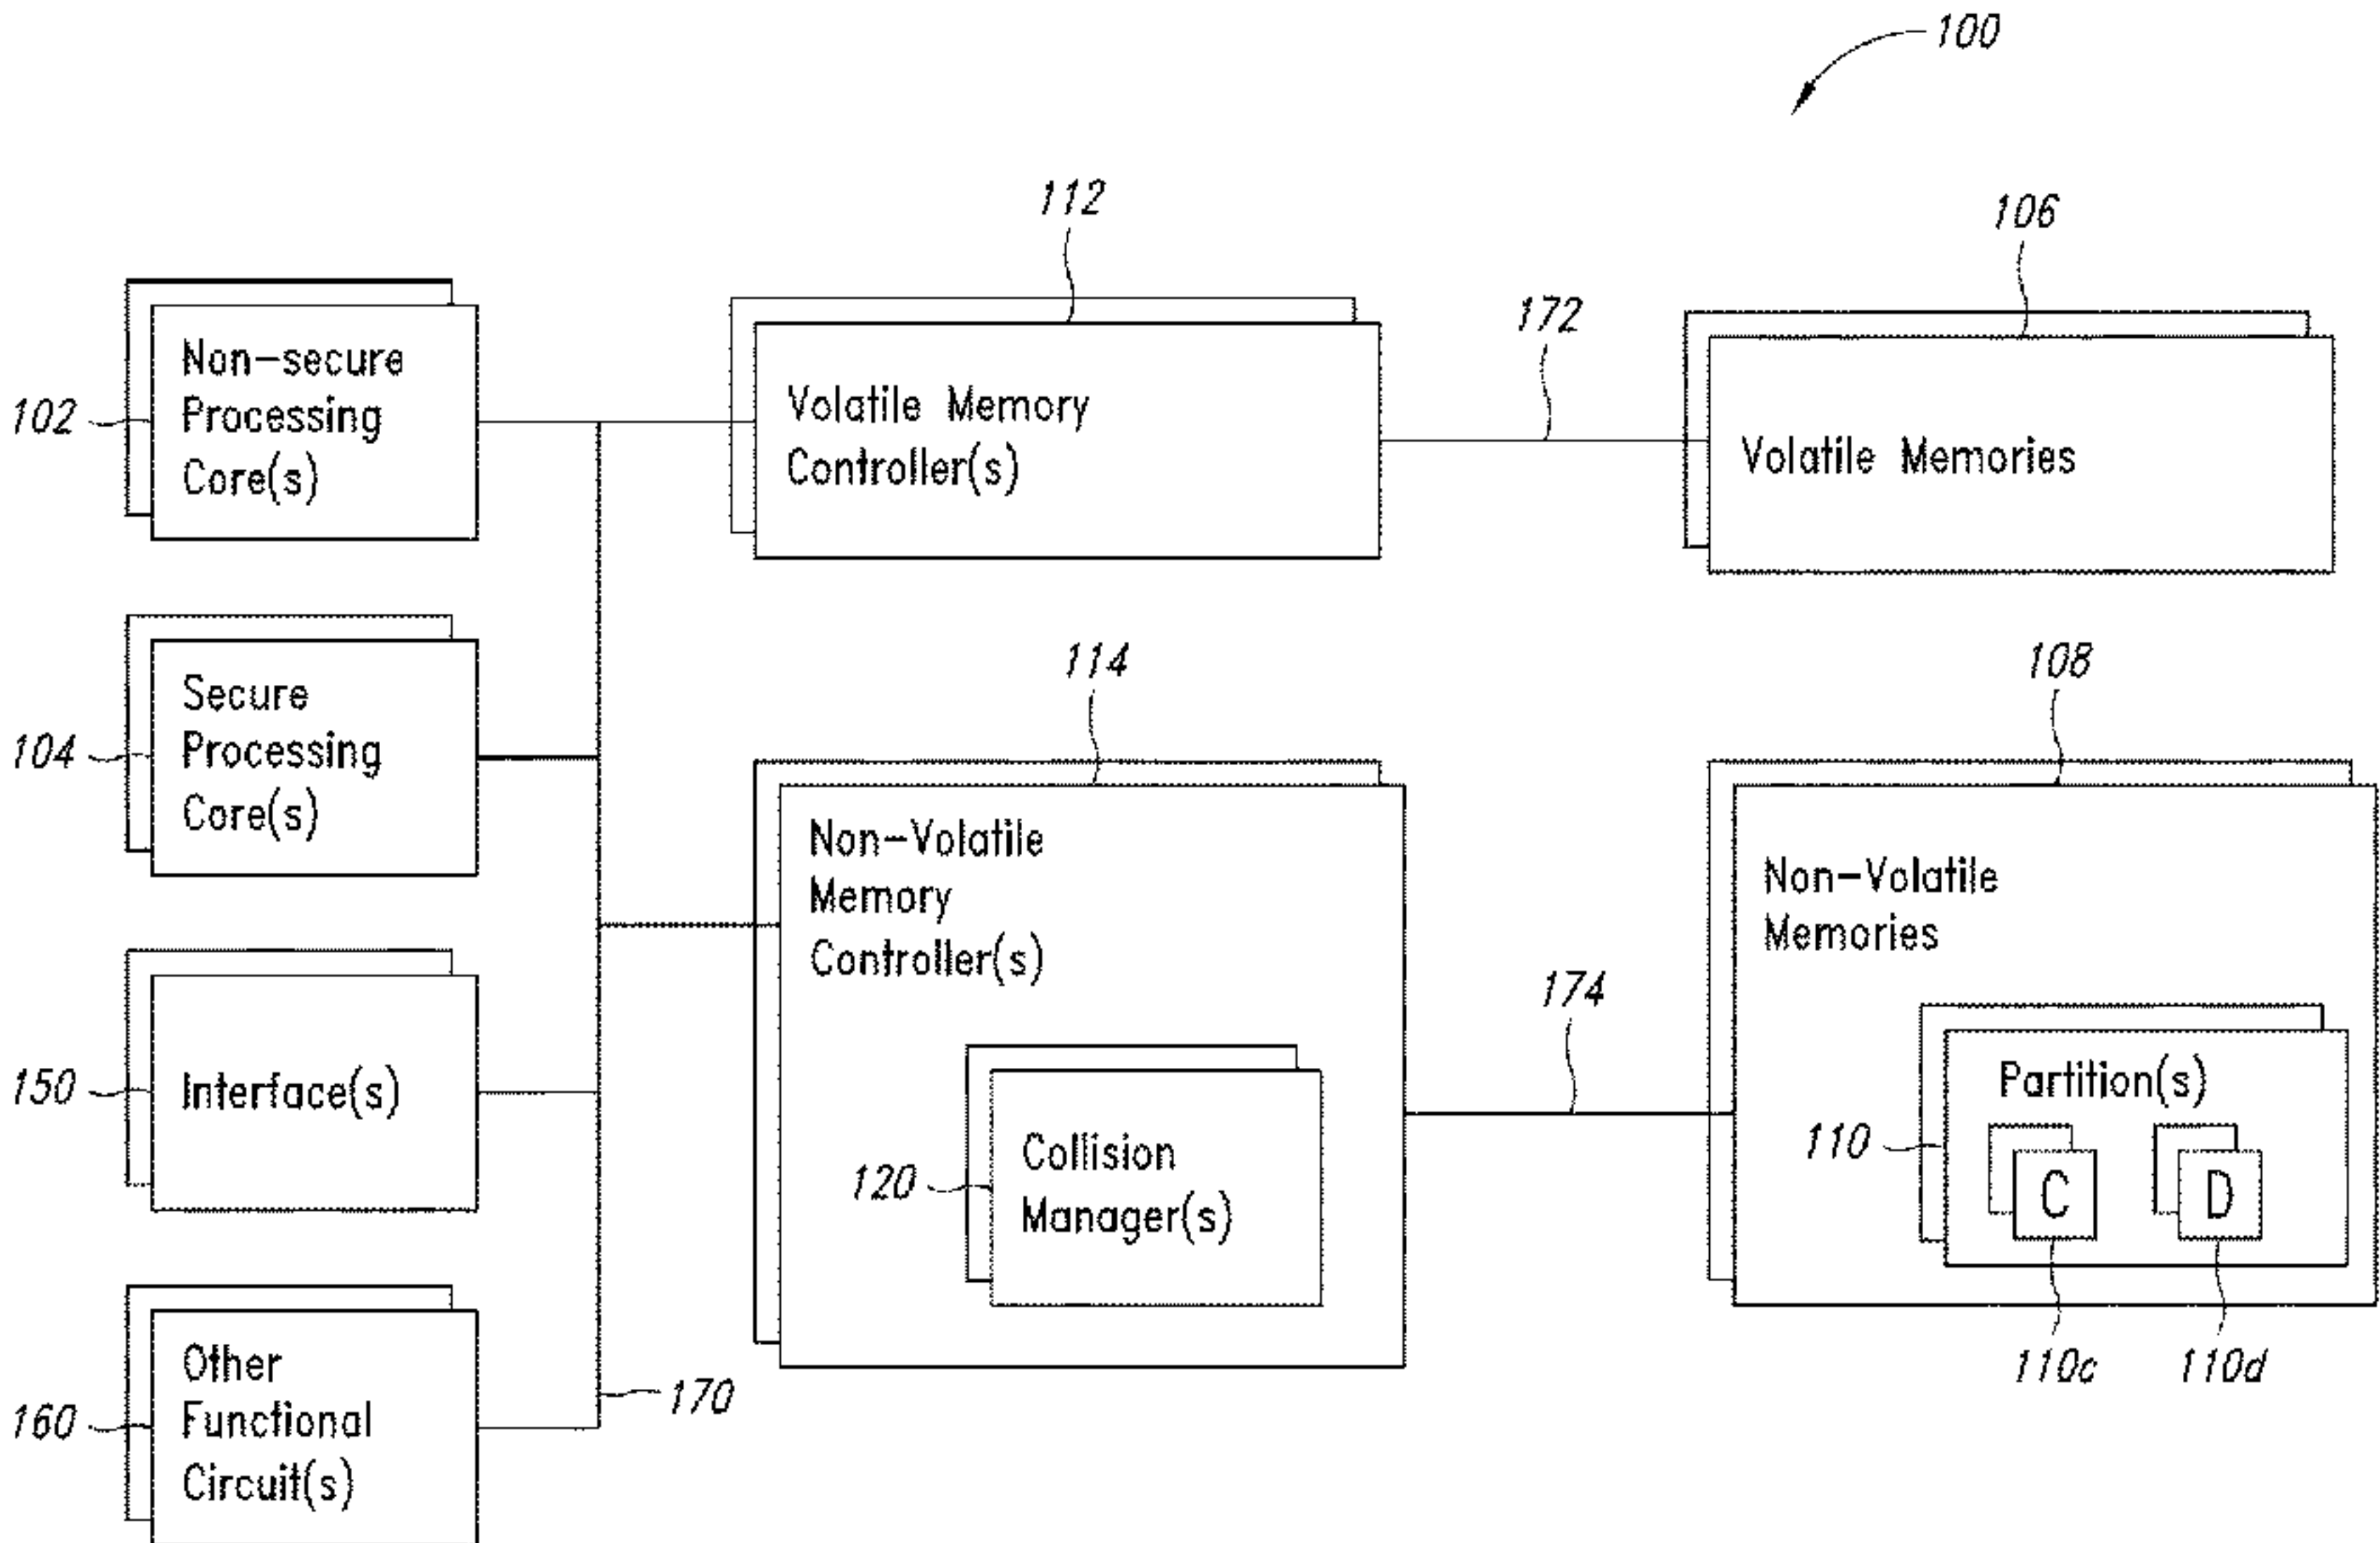 100
112
106
172
102
Non-secure
Processing
Core(s)
Volatile Memory
Controller(s)
Volatile Memories
104
Secure
Processing
Core(s)
114
108
Non-Volatile
Memory
Controller(s)
Non-Volatile
Memories
174
150
Interface(s)
120
Collision
Manager(s)
110
Partition(s)
C
D
110c
110d
160
Other
Functional
Circuit(s)
170